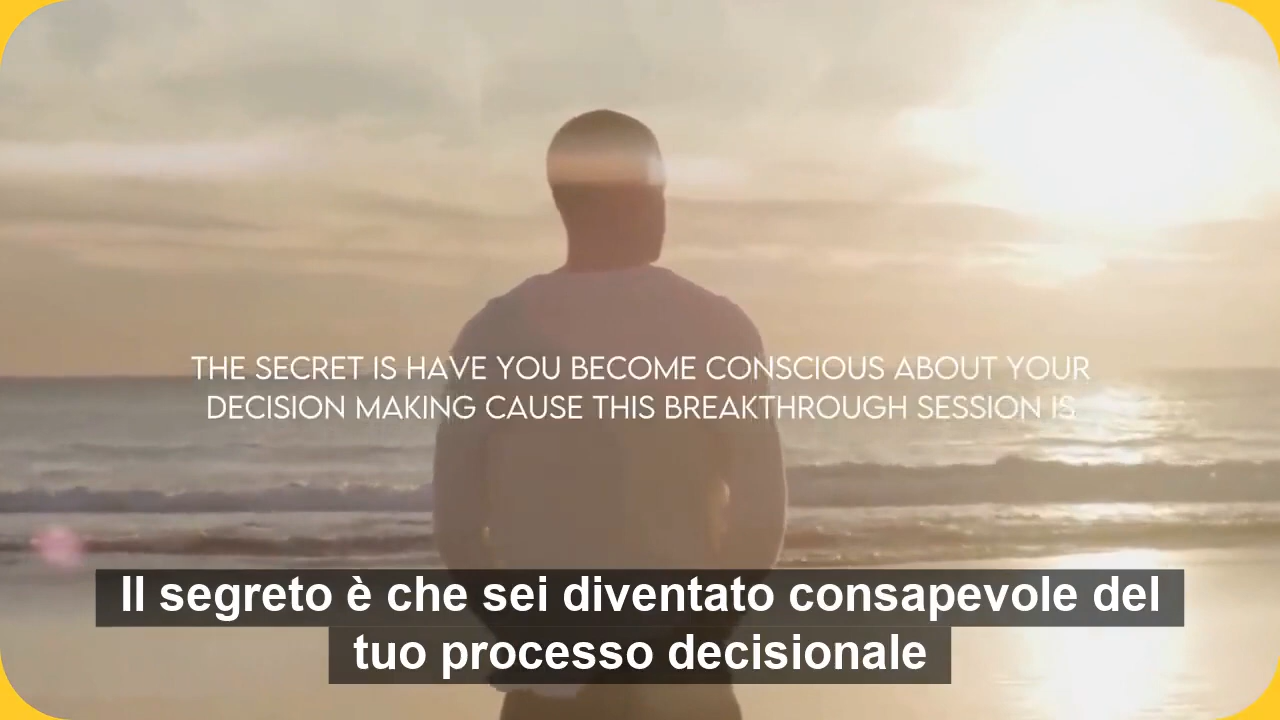 THE SECRET IS HAVE YOU BECOME CONSCIOUS ABOUT YOUR
DECISION MAKING CAUSE THIS BREAKTHROUGH SESSION IS
Il segreto è che sei diventato consapevole del
tuo processo decisionale